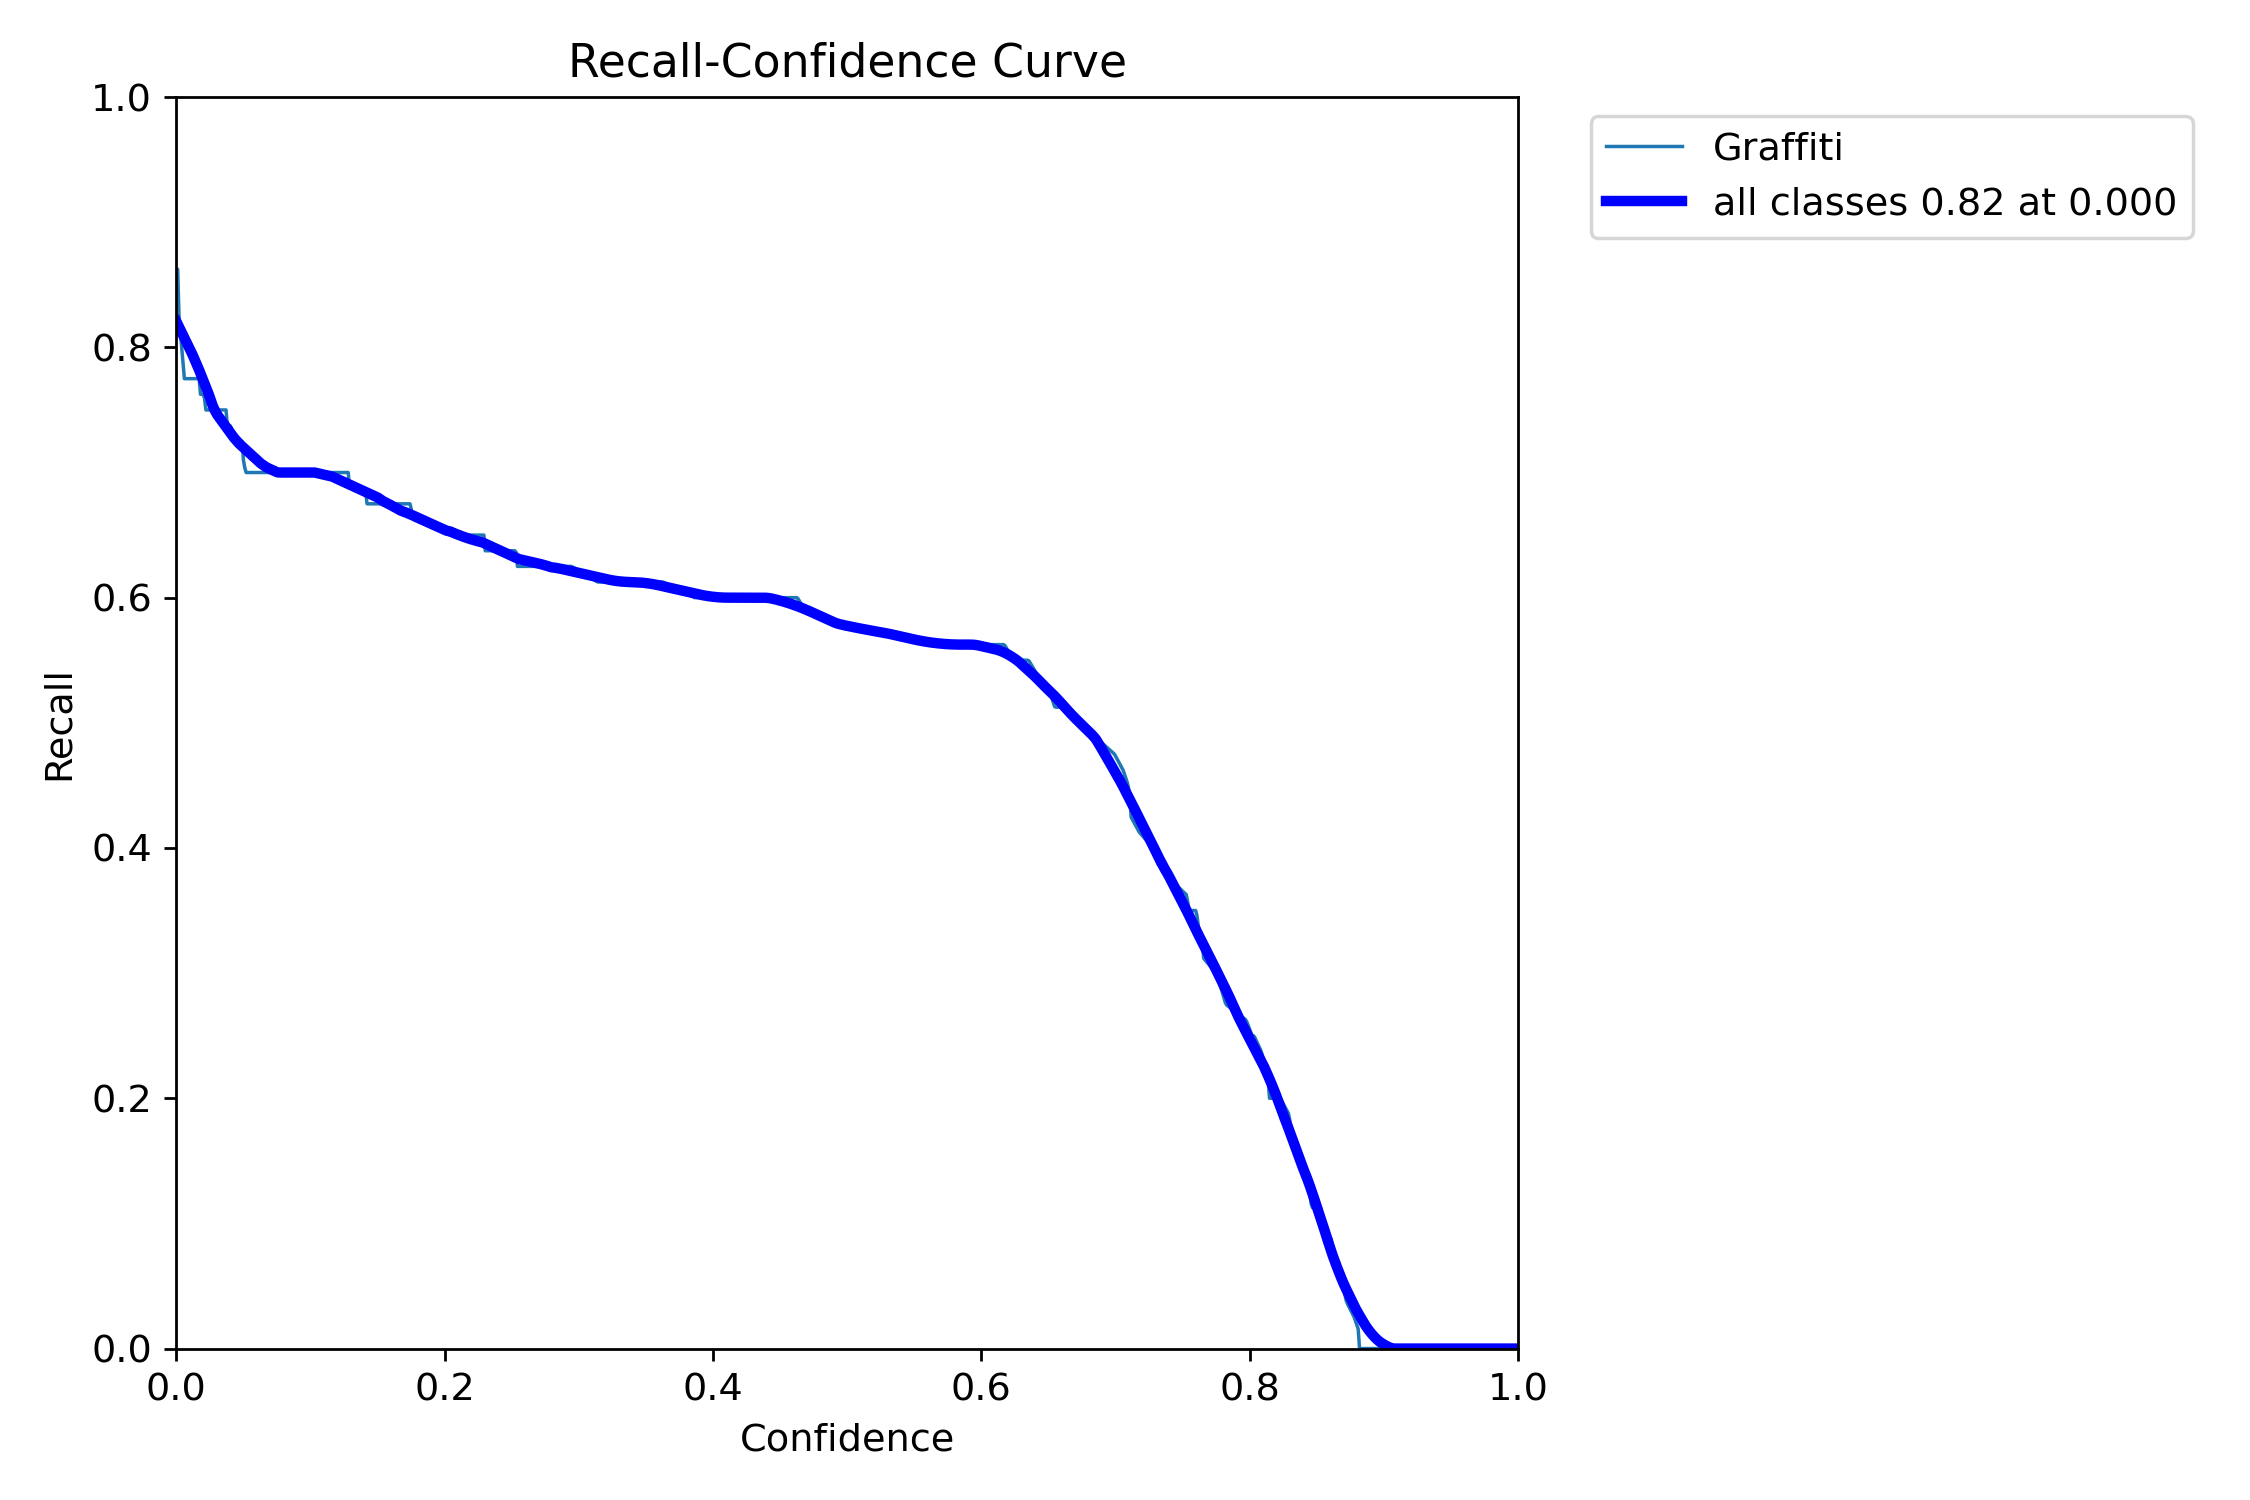 Recall-Confidence Curve
1.0
0.8
0.6
0.4
0.2
0.0
Recall
0.0 0.2 0.4 0.6 0.8 1.0
Confidence
Graffiti
all classes 0.82 at 0.000